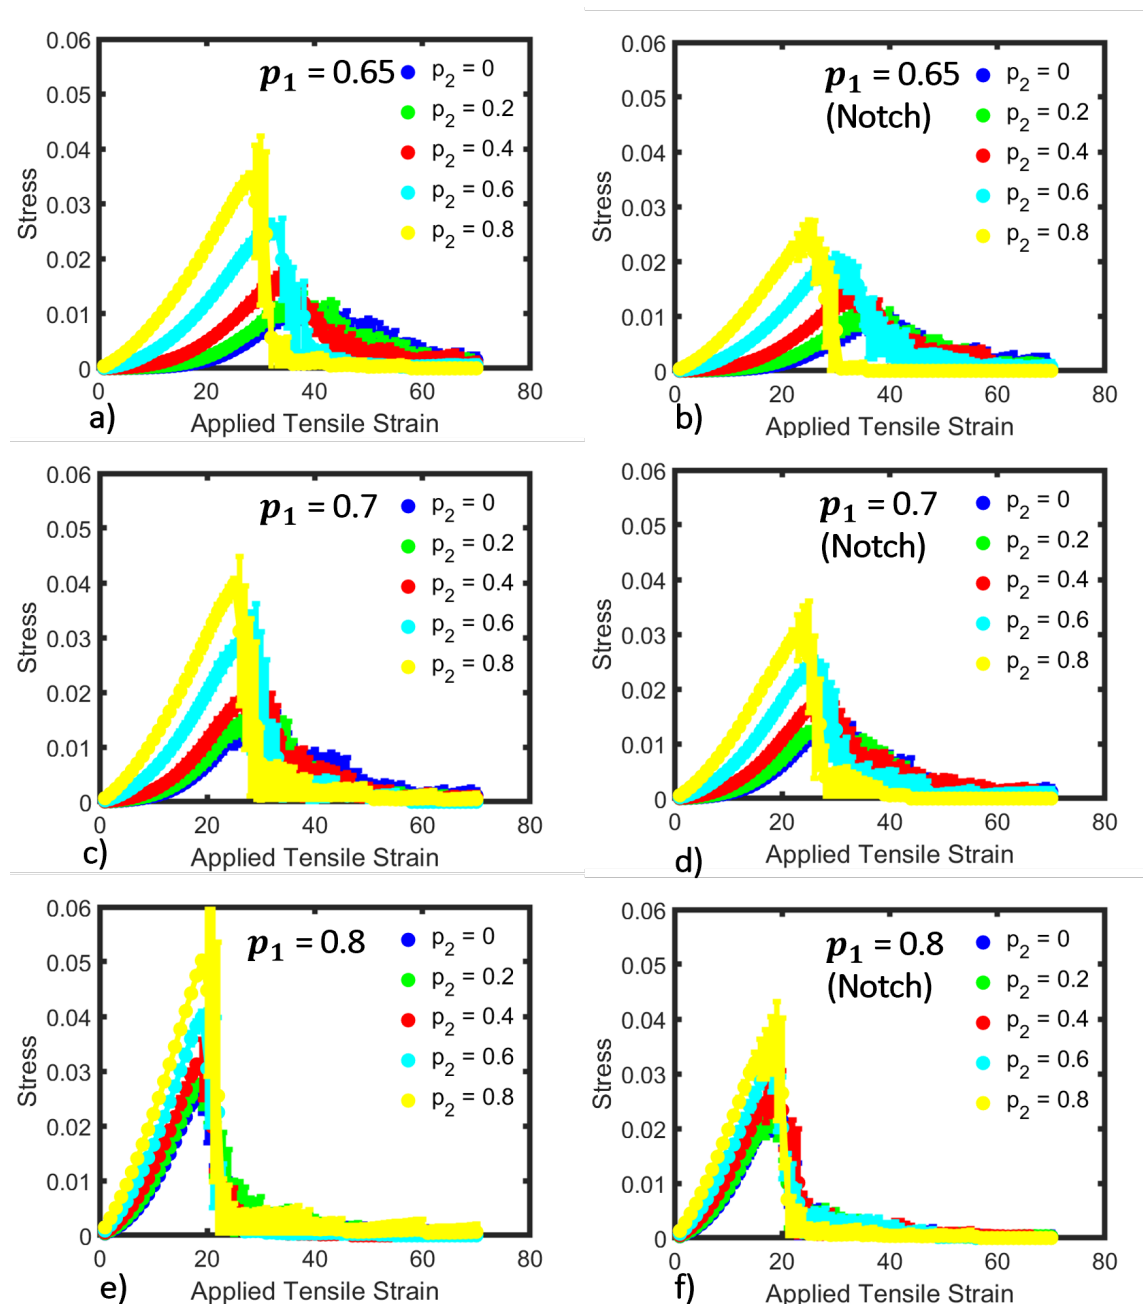 0.06
0.05
0.04
0.03
0.02
0.01
0
Stress
p₁ = 0.65
p₂ = 0
p₂ = 0.2
p₂ = 0.4
p₂ = 0.6
p₂ = 0.8
0 20 40 60 80
a)
Applied Tensile Strain
0.06
0.05
0.04
0.03
0.02
0.01
0
Stress
p₁ = 0.65
(Notch)
p₂ = 0
p₂ = 0.2
p₂ = 0.4
p₂ = 0.6
p₂ = 0.8
0 20 40 60 80
b)
Applied Tensile Strain
0.06
0.05
0.04
0.03
0.02
0.01
0
Stress
p₁ = 0.7
p₂ = 0
p₂ = 0.2
p₂ = 0.4
p₂ = 0.6
p₂ = 0.8
0 20 40 60 80
c)
Applied Tensile Strain
0.06
0.05
0.04
0.03
0.02
0.01
0
Stress
p₁ = 0.7
(Notch)
p₂ = 0
p₂ = 0.2
p₂ = 0.4
p₂ = 0.6
p₂ = 0.8
0 20 40 60 80
d)
Applied Tensile Strain
0.06
0.05
0.04
0.03
0.02
0.01
0
Stress
p₁ = 0.8
p₂ = 0
p₂ = 0.2
p₂ = 0.4
p₂ = 0.6
p₂ = 0.8
0 20 40 60 80
e)
Applied Tensile Strain
0.06
0.05
0.04
0.03
0.02
0.01
0
Stress
p₁ = 0.8
(Notch)
p₂ = 0
p₂ = 0.2
p₂ = 0.4
p₂ = 0.6
p₂ = 0.8
0 20 40 60 80
f)
Applied Tensile Strain